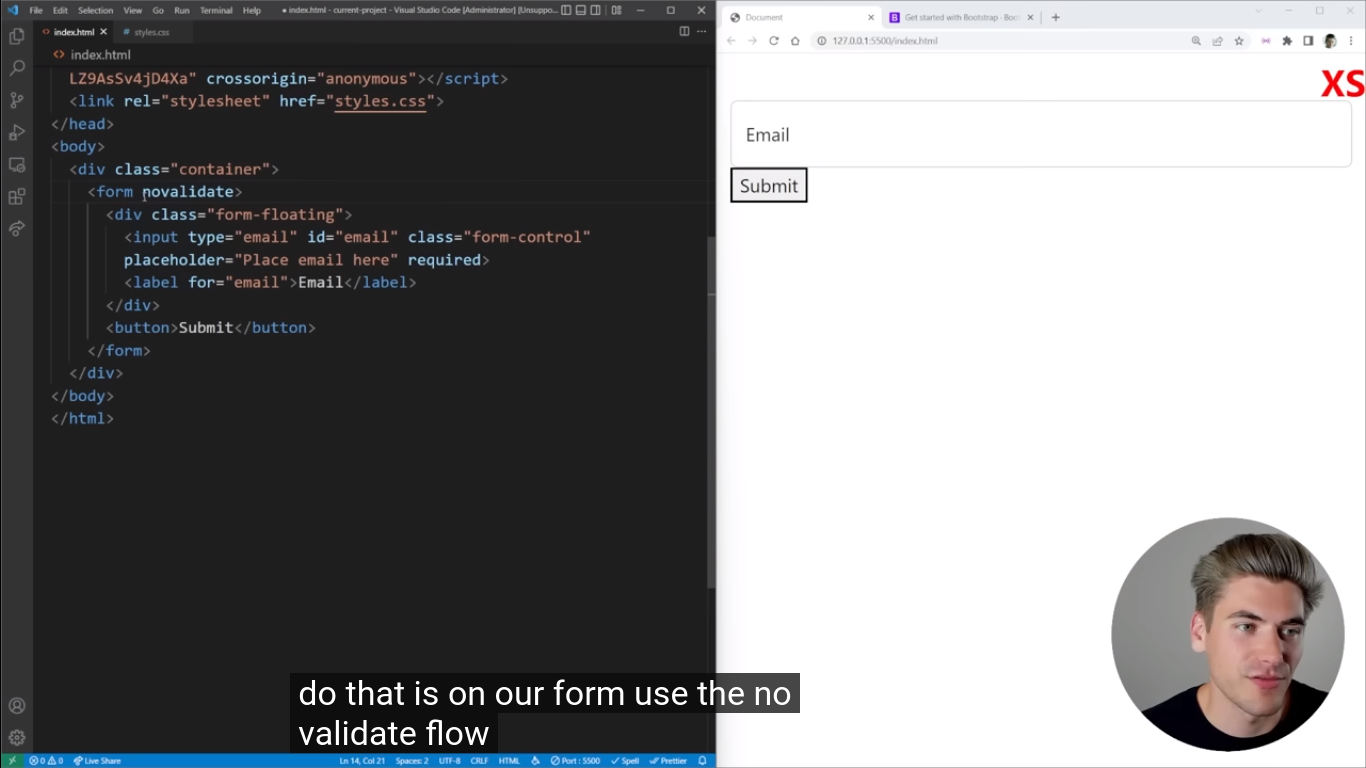 File Edit Selection View Go Run Terminal Help
● index.html - current-project - Visual Studio Code [Administrator] [Unsuppo...
index.html
styles.css
index.html
LZ9AsSv4jD4Xa" crossorigin="anonymous"></script>
<link rel="stylesheet" href="styles.css">
</head>
<body>
<div class="container">
<form novalidate>
<div class="form-floating">
<input type="email" id="email" class="form-control"
placeholder="Place email here" required>
<label for="email">Email</label>
</div>
<button>Submit</button>
</form>
</div>
</body>
</html>
0 0 Live Share
Ln 14, Col 21 Spaces: 2 UTF-8 CRLF HTML Port : 5500 Spell Prettier
Document
Get started with Bootstrap · Boo
127.0.0.1:5500/index.html
XS
Email
Submit
do that is on our form use the no
validate flow